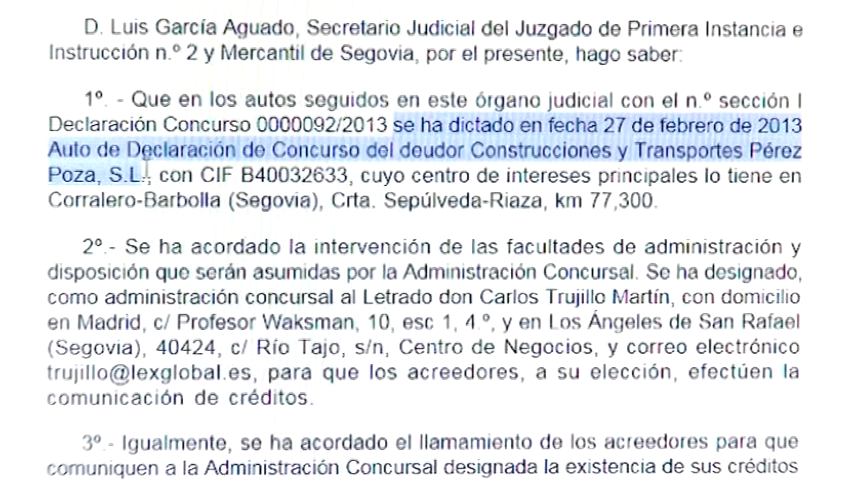 D. Luis García Aguado, Secretario Judicial del Juzgado de Primera Instancia e
Instrucción n.º 2 y Mercantil de Segovia, por el presente, hago saber:
1º. - Que en los autos seguidos en este órgano judicial con el n.º sección I
Declaración Concurso 0000092/2013 se ha dictado en fecha 27 de febrero de 2013
Auto de Declaración de Concurso del deudor Construcciones y Transportes Pérez
Poza, S.L., con CIF B40032633, cuyo centro de intereses principales lo tiene en
Corralero-Barbolla (Segovia), Crta. Sepúlveda-Riaza, km 77,300.
2º.- Se ha acordado la intervención de las facultades de administración y
disposición que serán asumidas por la Administración Concursal. Se ha designado,
como administración concursal al Letrado don Carlos Trujillo Martín, con domicilio
en Madrid, c/ Profesor Waksman, 10, esc 1, 4.º, y en Los Ángeles de San Rafael
(Segovia), 40424, c/ Río Tajo, s/n, Centro de Negocios, y correo electrónico
trujillo@lexglobal.es, para que los acreedores, a su elección, efectúen la
comunicación de créditos.
3º.- Igualmente, se ha acordado el llamamiento de los acreedores para que
comuniquen a la Administración Concursal designada la existencia de sus créditos